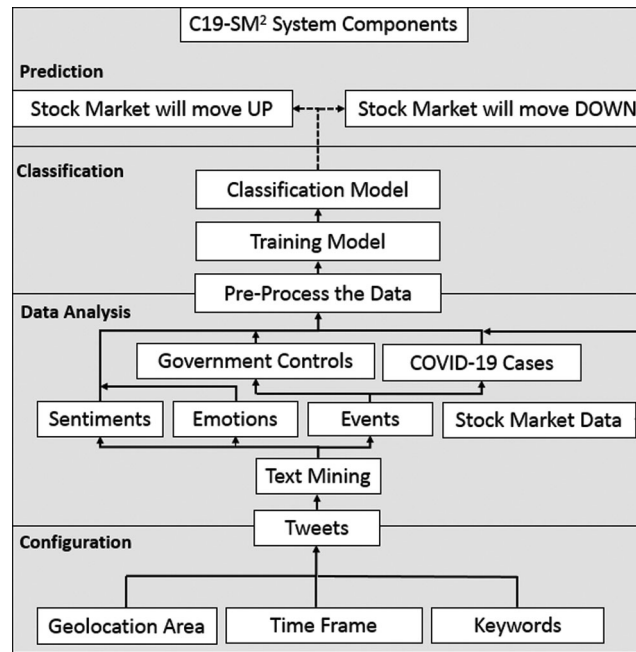 C19-SM² System Components
Prediction
Stock Market will move UP
Stock Market will move DOWN
Classification
Classification Model
Training Model
Pre-Process the Data
Data Analysis
Government Controls
COVID-19 Cases
Sentiments
Emotions
Events
Stock Market Data
Text Mining
Tweets
Configuration
Geolocation Area
Time Frame
Keywords